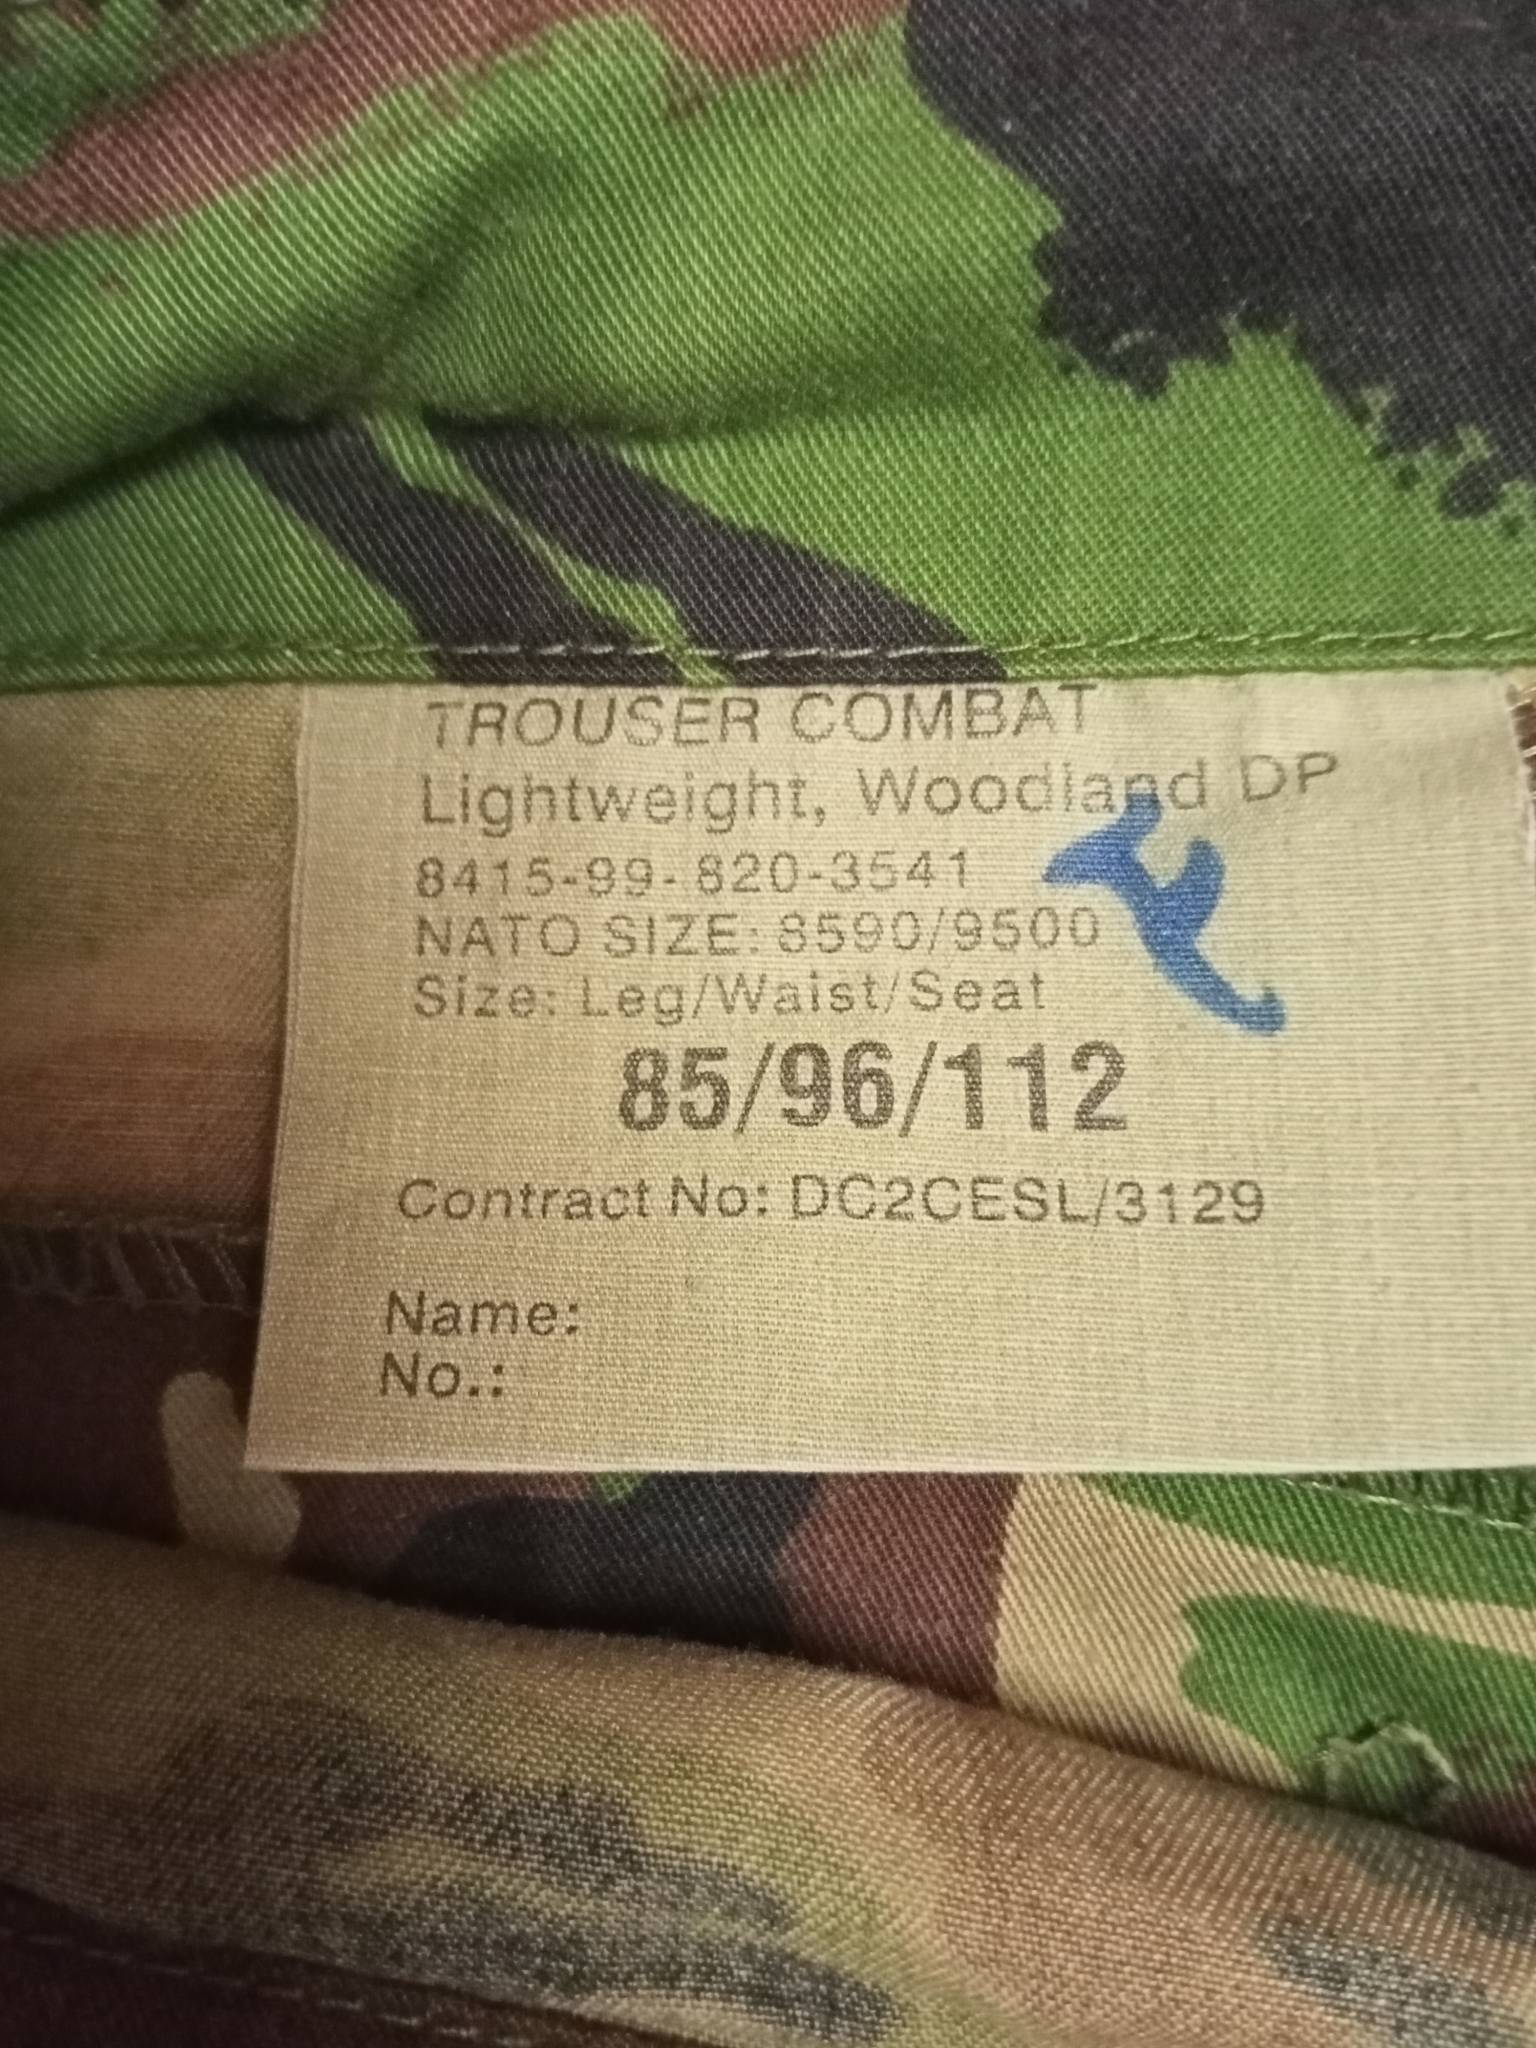 TROUSER COMBAT
Lightweight, Woodland DP
8415-99-820-3541
NATO SIZE: 8590/9500
Size: Leg/Waist/Seat
85/96/112
Contract No: DC2CESL/3129
Name:
No.: